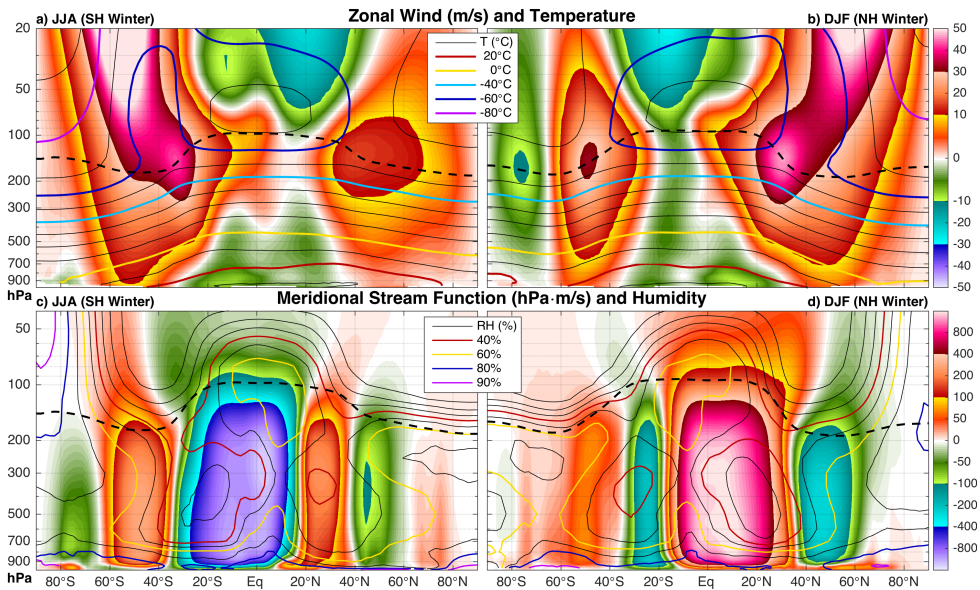 Zonal Wind (m/s) and Temperature
a) JJA (SH Winter)
b) DJF (NH Winter)
20
50
100
200
300
500
700
900
hPa
T (°C)
20°C
0°C
-40°C
-60°C
-80°C
50
40
30
20
10
0
-10
-20
-30
-40
-50
Meridional Stream Function (hPa·m/s) and Humidity
c) JJA (SH Winter)
d) DJF (NH Winter)
50
100
200
300
500
700
900
hPa
RH (%)
40%
60%
80%
90%
800
400
200
100
50
0
-50
-100
-200
-400
-800
80°S 60°S 40°S 20°S Eq 20°N 40°N 60°N 80°N
80°S 60°S 40°S 20°S Eq 20°N 40°N 60°N 80°N